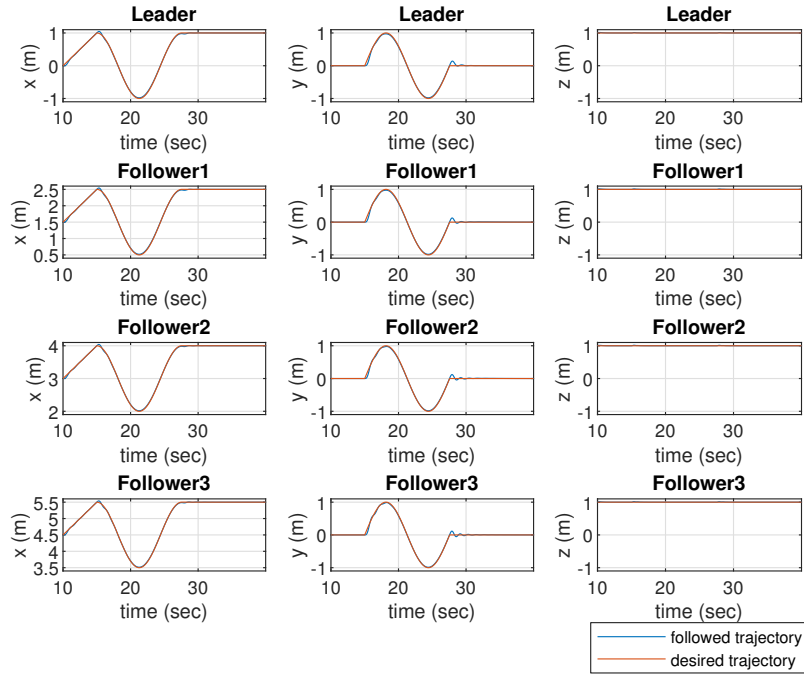 Leader Leader Leader
x (m) 1 0 -1 y (m) 1 0 -1 z (m) 1 0 -1
10 20 30 10 20 30 10 20 30
time (sec) time (sec) time (sec)
Follower1 Follower1 Follower1
x (m) 2.5 2 1.5 1 0.5 y (m) 1 0 -1 z (m) 1 0 -1
10 20 30 10 20 30 10 20 30
time (sec) time (sec) time (sec)
Follower2 Follower2 Follower2
x (m) 4 3 2 y (m) 1 0 -1 z (m) 1 0 -1
10 20 30 10 20 30 10 20 30
time (sec) time (sec) time (sec)
Follower3 Follower3 Follower3
x (m) 5.5 5 4.5 4 3.5 y (m) 1 0 -1 z (m) 1 0 -1
10 20 30 10 20 30 10 20 30
time (sec) time (sec) time (sec)
followed trajectory
desired trajectory